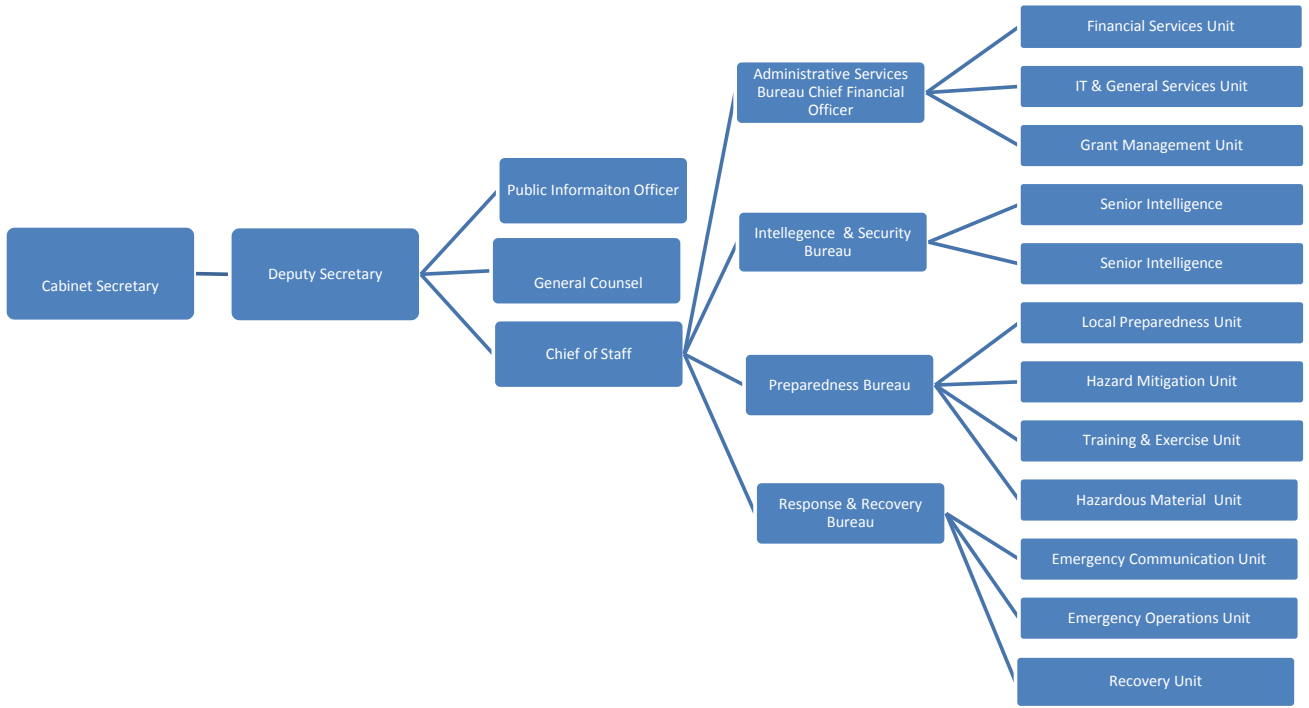 Cabinet Secretary
Deputy Secretary
Public Informaiton Officer
General Counsel
Chief of Staff
Administrative Services
Bureau Chief Financial
Officer
Intellegence & Security
Bureau
Preparedness Bureau
Response & Recovery
Bureau
Financial Services Unit
IT & General Services Unit
Grant Management Unit
Senior Intelligence
Senior Intelligence
Local Preparedness Unit
Hazard Mitigation Unit
Training & Exercise Unit
Hazardous Material Unit
Emergency Communication Unit
Emergency Operations Unit
Recovery Unit